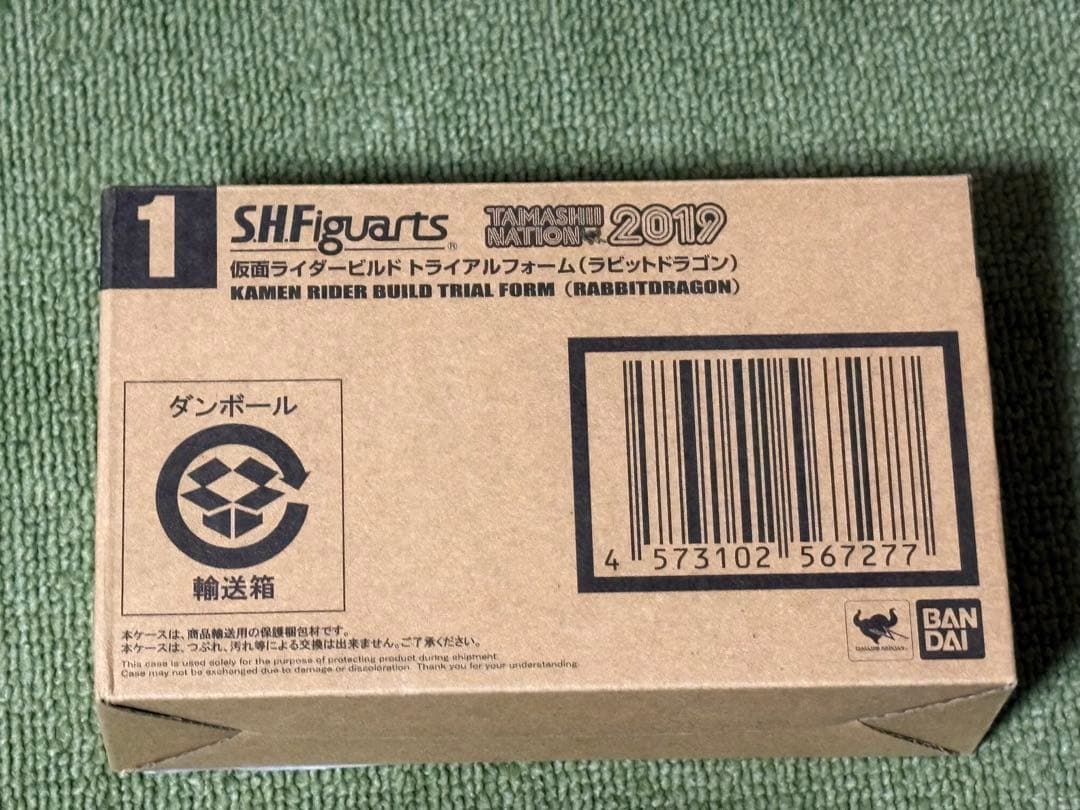 1
S.H.Figuarts®
TAMASHII NATION 2019
仮面ライダービルド トライアルフォーム（ラビットドラゴン）
KAMEN RIDER BUILD TRIAL FORM（RABBITDRAGON）
ダンボール
輸送箱
4 573102 567277
本ケースは、商品輸送用の保護梱包材です。
本ケースは、つぶれ、汚れ等による交換は出来ません。ご了承ください。
This case is used solely for the purpose of protecting product during shipment.
Case may not be exchanged due to damage or discoloration. Thank you for your understanding.
TAMASHII NATIONS
BAN
DAI